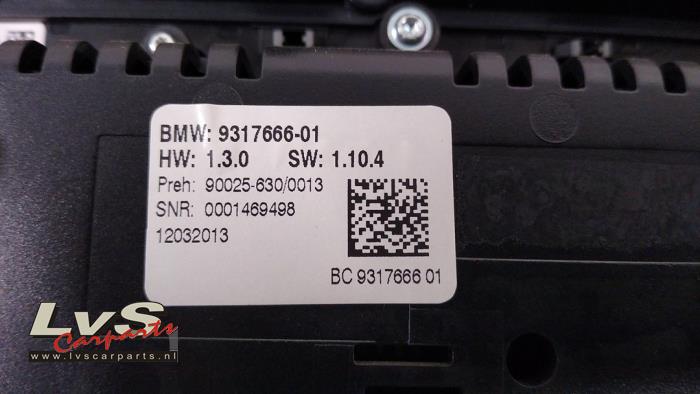 BMW: 9317666-01
HW: 1.3.0 SW: 1.10.4
Preh: 90025-630/0013
SNR: 0001469498
12032013
BC 9317666 01
LvS
Carparts
www.lvscarparts.nl